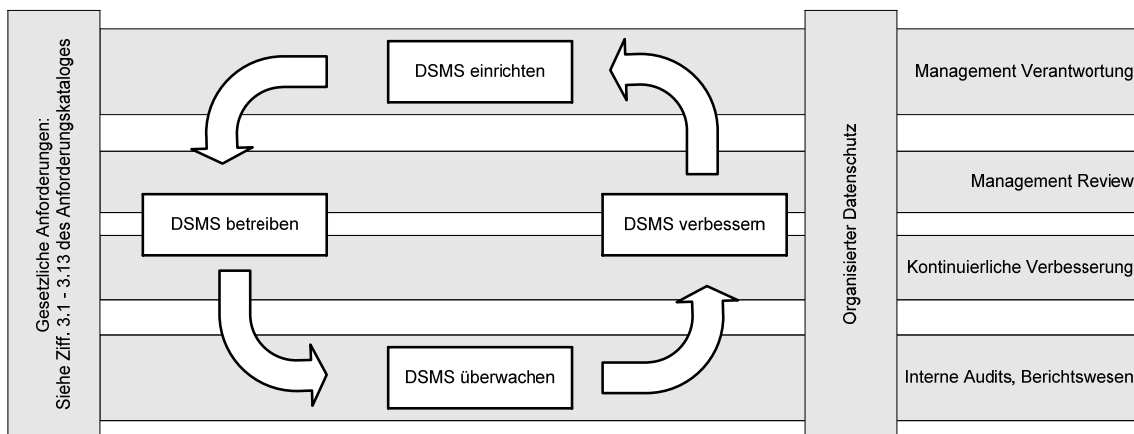 Gesetzliche Anforderungen:
Siehe Ziff. 3.1 - 3.13 des Anforderungskataloges
DSMS einrichten
DSMS betreiben
DSMS verbessern
DSMS überwachen
Organisierter Datenschutz
Management Verantwortung
Management Review
Kontinuierliche Verbesserung
Interne Audits, Berichtswesen